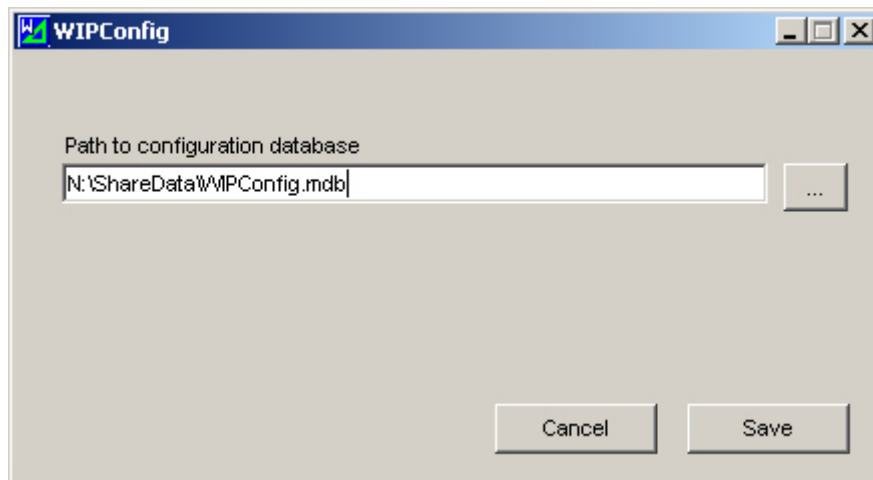 WIPConfig
Path to configuration database
N:\ShareData\WIPConfig.mdb
...
Cancel
Save